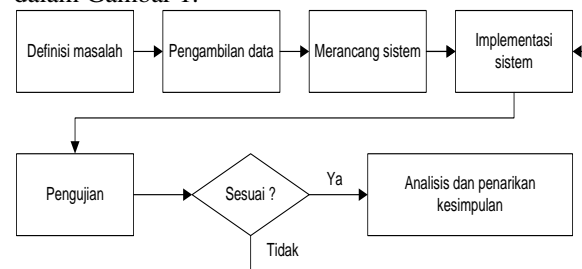 dalam Gambar 1.
Definisi masalah
Pengambilan data
Merancang sistem
Implementasi
sistem
Pengujian
Sesuai ?
Ya
Analisis dan penarikan
kesimpulan
Tidak